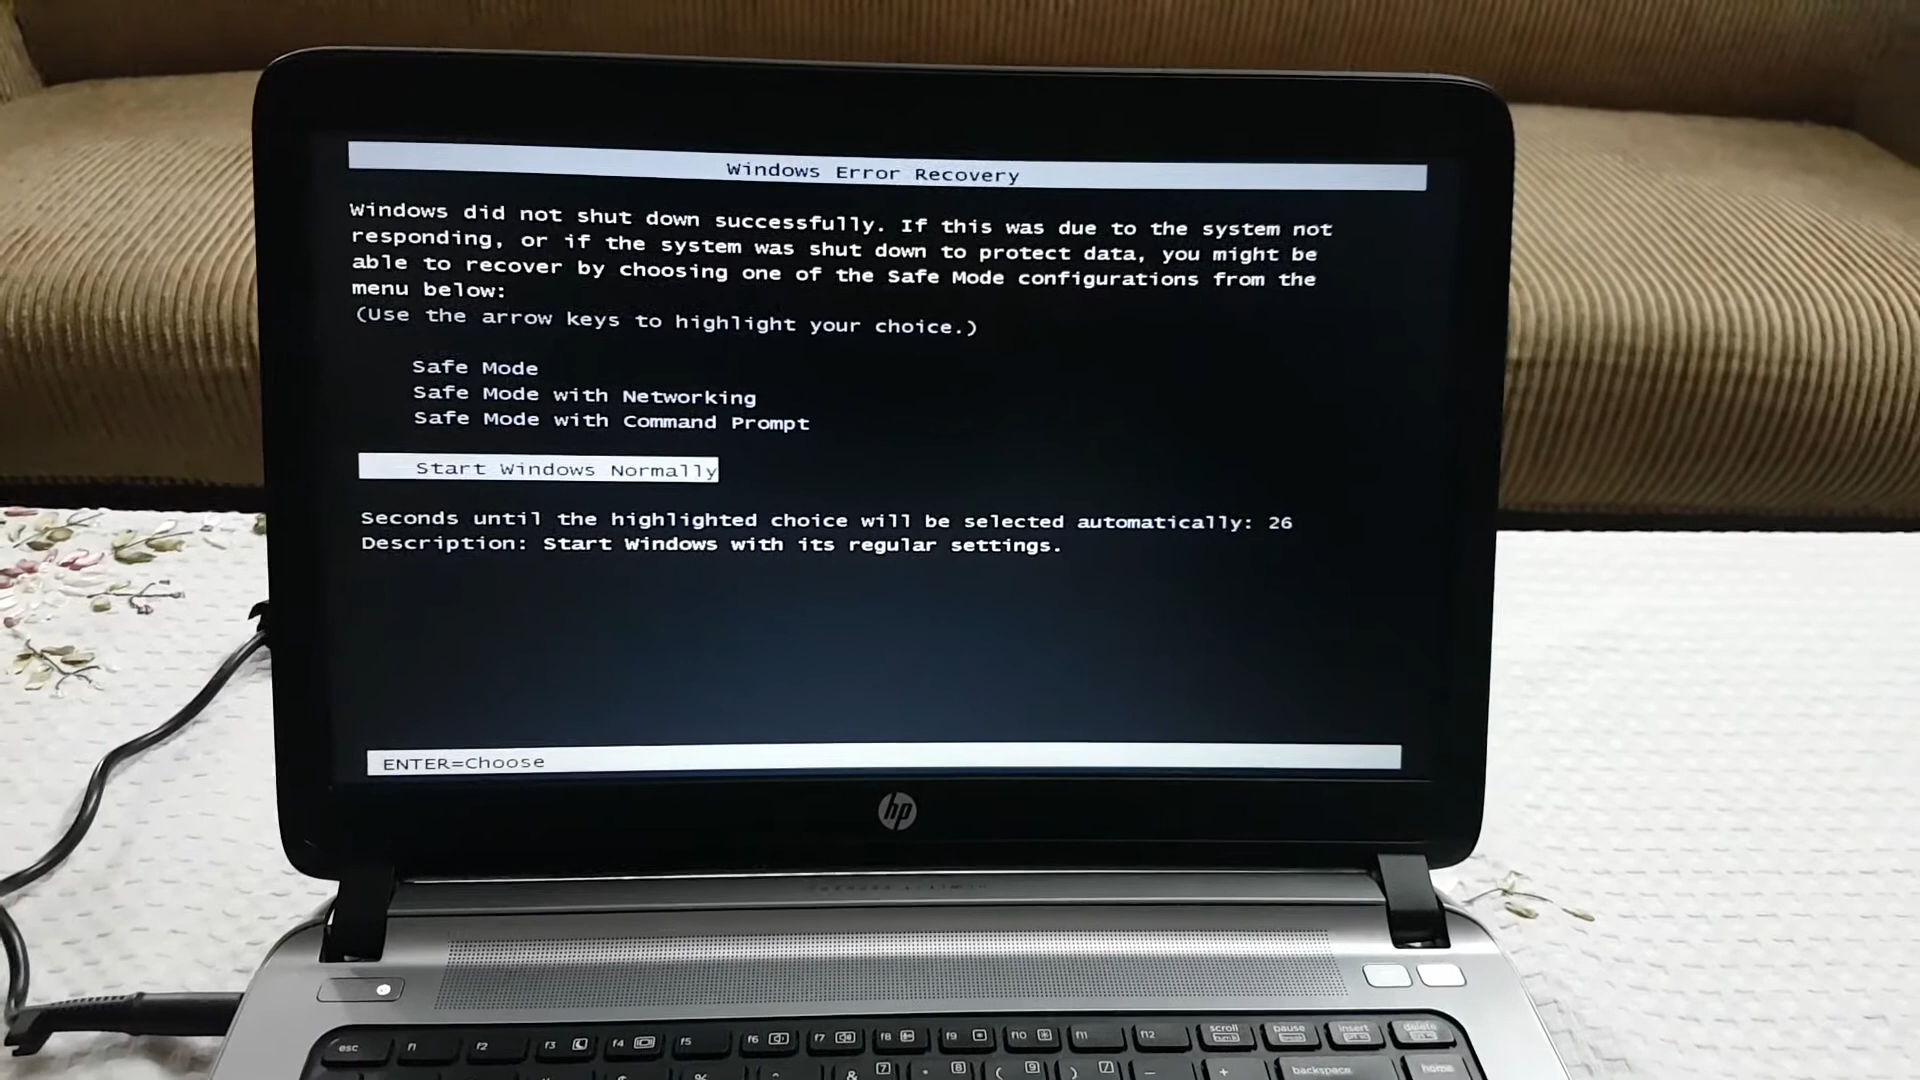 Windows Error Recovery
Windows did not shut down successfully. If this was due to the system not
responding, or if the system was shut down to protect data, you might be
able to recover by choosing one of the Safe Mode configurations from the
menu below:
(Use the arrow keys to highlight your choice.)
Safe Mode
Safe Mode with Networking
Safe Mode with Command Prompt
Start Windows Normally
Seconds until the highlighted choice will be selected automatically: 26
Description: Start Windows with its regular settings.
ENTER=Choose
hp
esc f1 f2 f3 f4 f5 f6 f7 f8 f9 f10 f11 f12 scroll pause insert delete
% ^ & 7 * 8 ( 9 ) / _ + backspace home